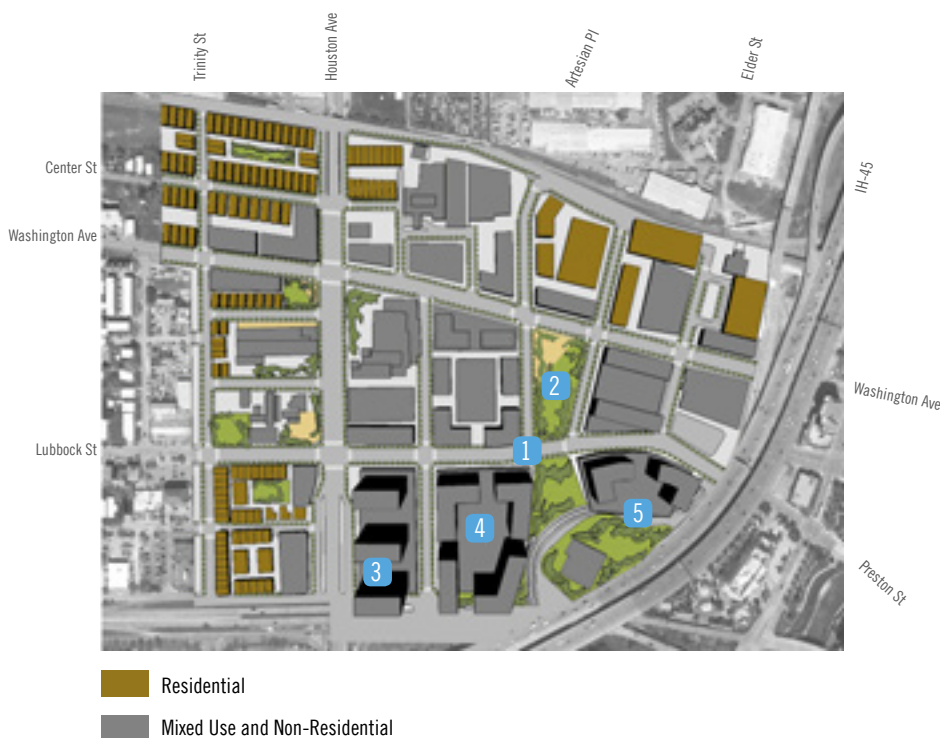 Trinity St
Houston Ave
Artesian Pl
Elder St
Center St
IH-45
Washington Ave
2
Washington Ave
Lubbock St
1
5
4
3
Preston St
Residential
Mixed Use and Non-Residential